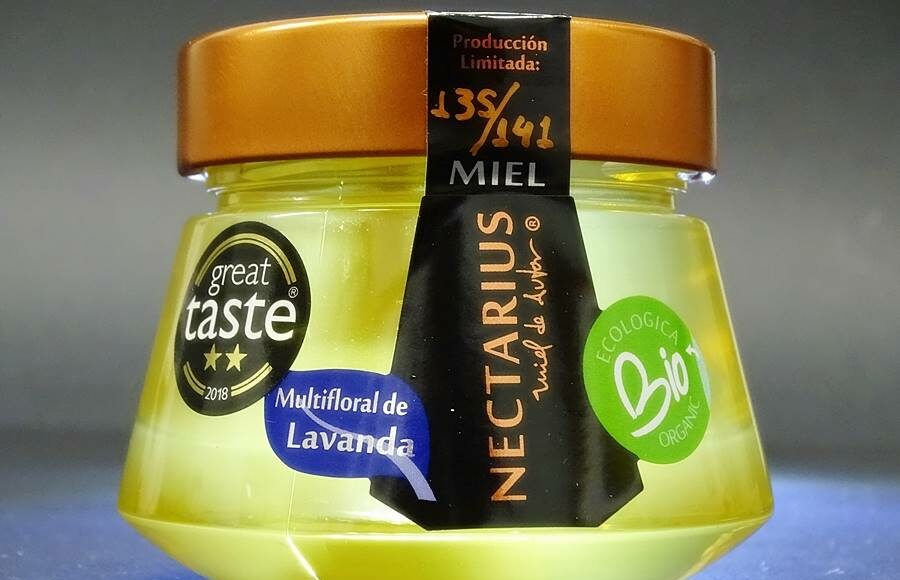 Producción
Limitada:
135/141
MIEL
NECTARIUS
miel de autor ®
great
taste®
2018
Multifloral de
Lavanda
ECOLOGICA
Bio
ORGANIC